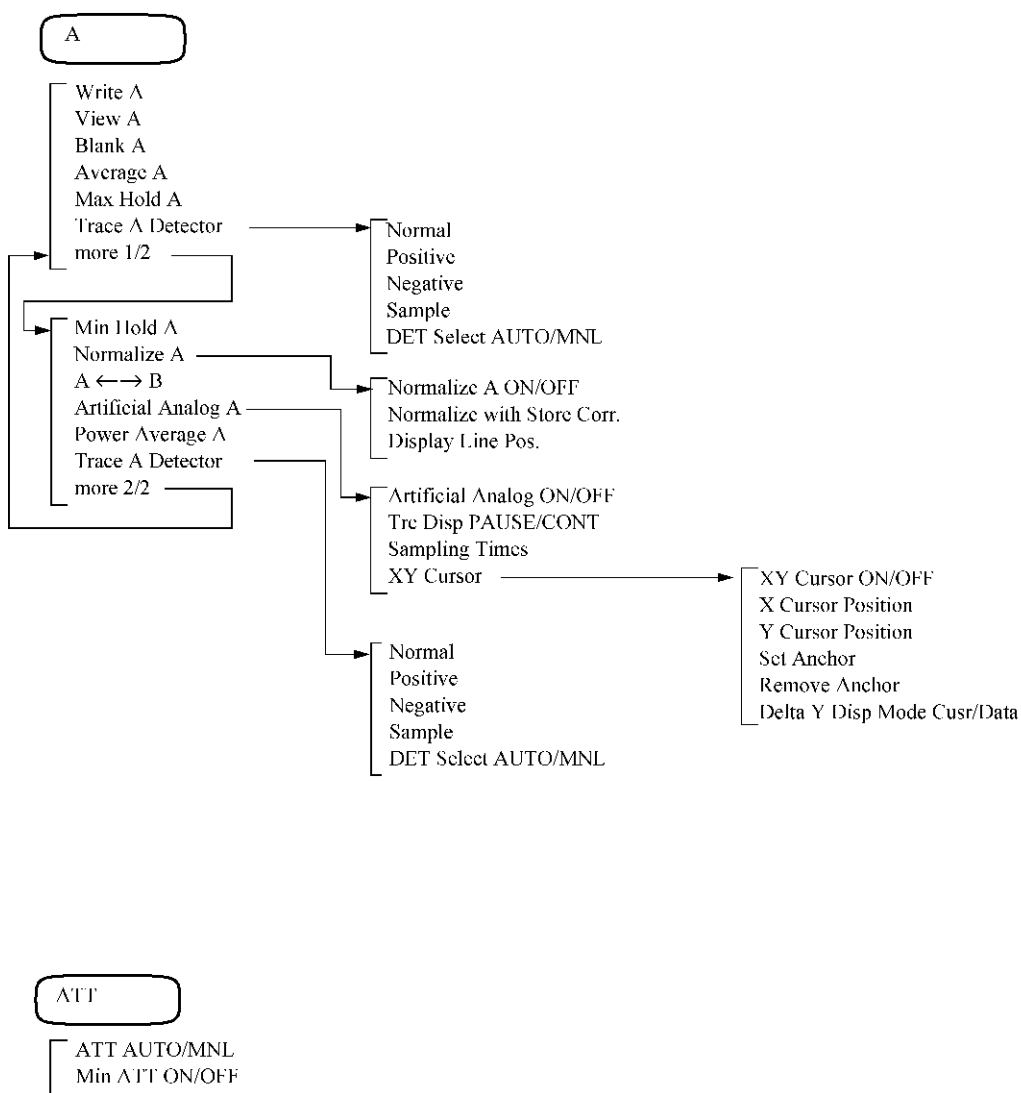 A
Write A
View A
Blank A
Average A
Max Hold A
Trace A Detector
more 1/2
Normal
Positive
Negative
Sample
DET Select AUTO/MNL
Min Hold A
Normalize A
A ←→ B
Artificial Analog A
Power Average A
Trace A Detector
more 2/2
Normalize A ON/OFF
Normalize with Store Corr.
Display Line Pos.
Artificial Analog ON/OFF
Trc Disp PAUSE/CONT
Sampling Times
XY Cursor
XY Cursor ON/OFF
X Cursor Position
Y Cursor Position
Set Anchor
Remove Anchor
Delta Y Disp Mode Cusr/Data
Normal
Positive
Negative
Sample
DET Select AUTO/MNL
ATT
ATT AUTO/MNL
Min ATT ON/OFF